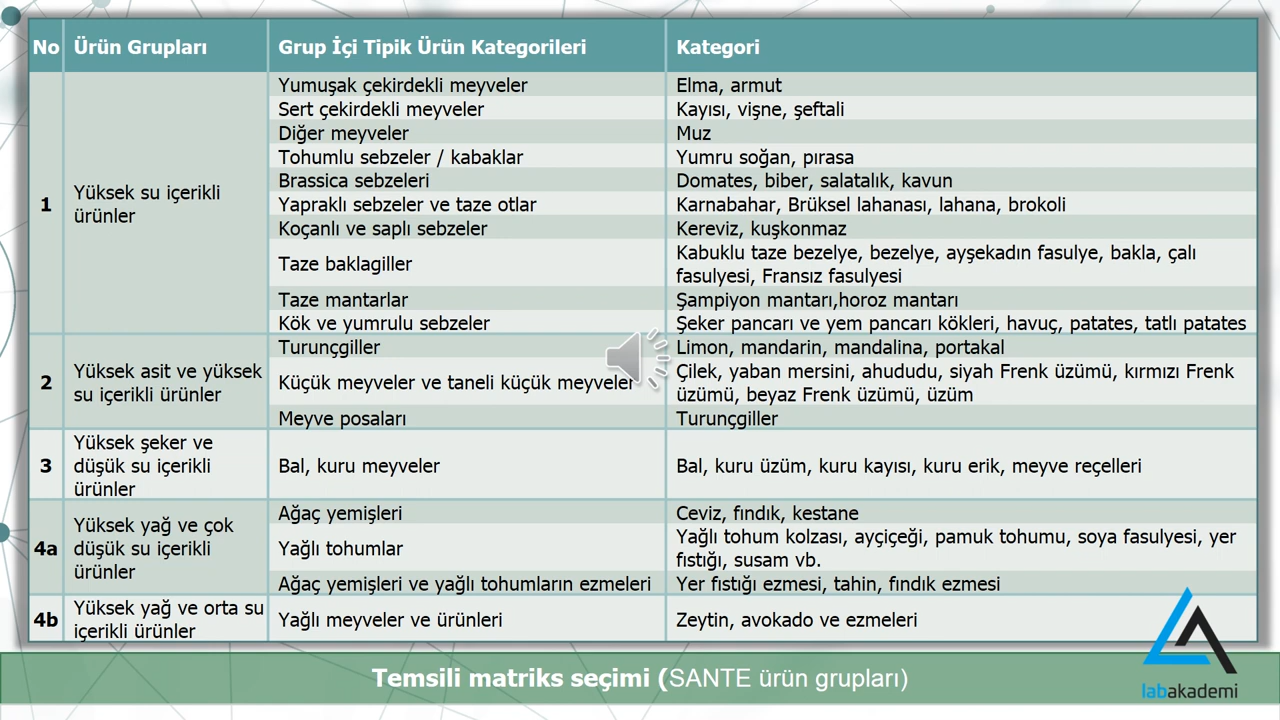 No Ürün Grupları Grup İçi Tipik Ürün Kategorileri Kategori
1 Yüksek su içerikli ürünler
Yumuşak çekirdekli meyveler Elma, armut
Sert çekirdekli meyveler Kayısı, vişne, şeftali
Diğer meyveler Muz
Tohumlu sebzeler / kabaklar Yumru soğan, pırasa
Brassica sebzeleri Domates, biber, salatalık, kavun
Yapraklı sebzeler ve taze otlar Karnabahar, Brüksel lahanası, lahana, brokoli
Koçanlı ve saplı sebzeler Kereviz, kuşkonmaz
Taze baklagiller Kabuklu taze bezelye, bezelye, ayşekadın fasulye, bakla, çalı
fasulyesi, Fransız fasulyesi
Taze mantarlar Şampiyon mantarı,horoz mantarı
Kök ve yumrulu sebzeler Şeker pancarı ve yem pancarı kökleri, havuç, patates, tatlı patates
2 Yüksek asit ve yüksek su içerikli ürünler
Turunçgiller Limon, mandarin, mandalina, portakal
Küçük meyveler ve taneli küçük meyveler Çilek, yaban mersini, ahududu, siyah Frenk üzümü, kırmızı Frenk
üzümü, beyaz Frenk üzümü, üzüm
Meyve posaları Turunçgiller
3 Yüksek şeker ve düşük su içerikli ürünler
Bal, kuru meyveler Bal, kuru üzüm, kuru kayısı, kuru erik, meyve reçelleri
4a Yüksek yağ ve çok düşük su içerikli ürünler
Ağaç yemişleri Ceviz, fındık, kestane
Yağlı tohumlar Yağlı tohum kolzası, ayçiçeği, pamuk tohumu, soya fasulyesi, yer
fıstığı, susam vb.
Ağaç yemişleri ve yağlı tohumların ezmeleri Yer fıstığı ezmesi, tahin, fındık ezmesi
4b Yüksek yağ ve orta su içerikli ürünler
Yağlı meyveler ve ürünleri Zeytin, avokado ve ezmeleri
Temsili matriks seçimi (SANTE ürün grupları)
labakademi